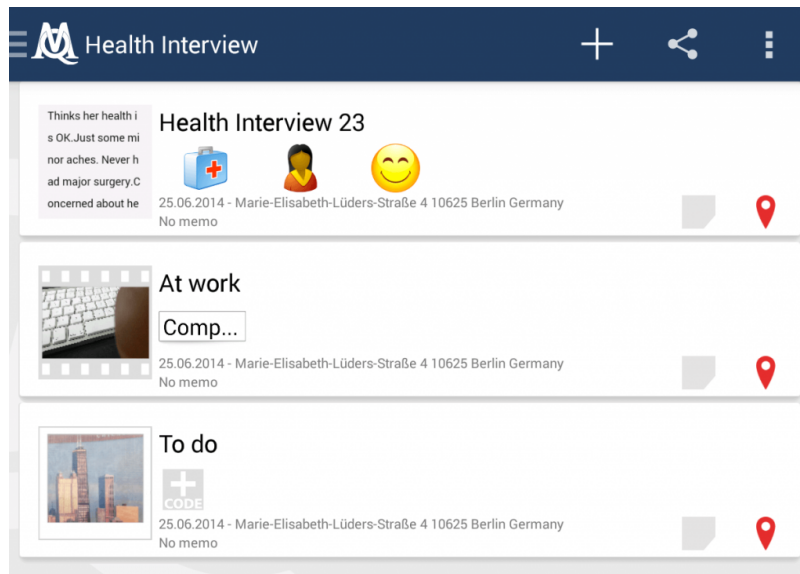 Health Interview
Thinks her health i
s OK.Just some mi
nor aches. Never h
ad major surgery.C
oncerned about he
Health Interview 23
25.06.2014 - Marie-Elisabeth-Lüders-Straße 4 10625 Berlin Germany
No memo
At work
Comp...
25.06.2014 - Marie-Elisabeth-Lüders-Straße 4 10625 Berlin Germany
No memo
To do
CODE
25.06.2014 - Marie-Elisabeth-Lüders-Straße 4 10625 Berlin Germany
No memo